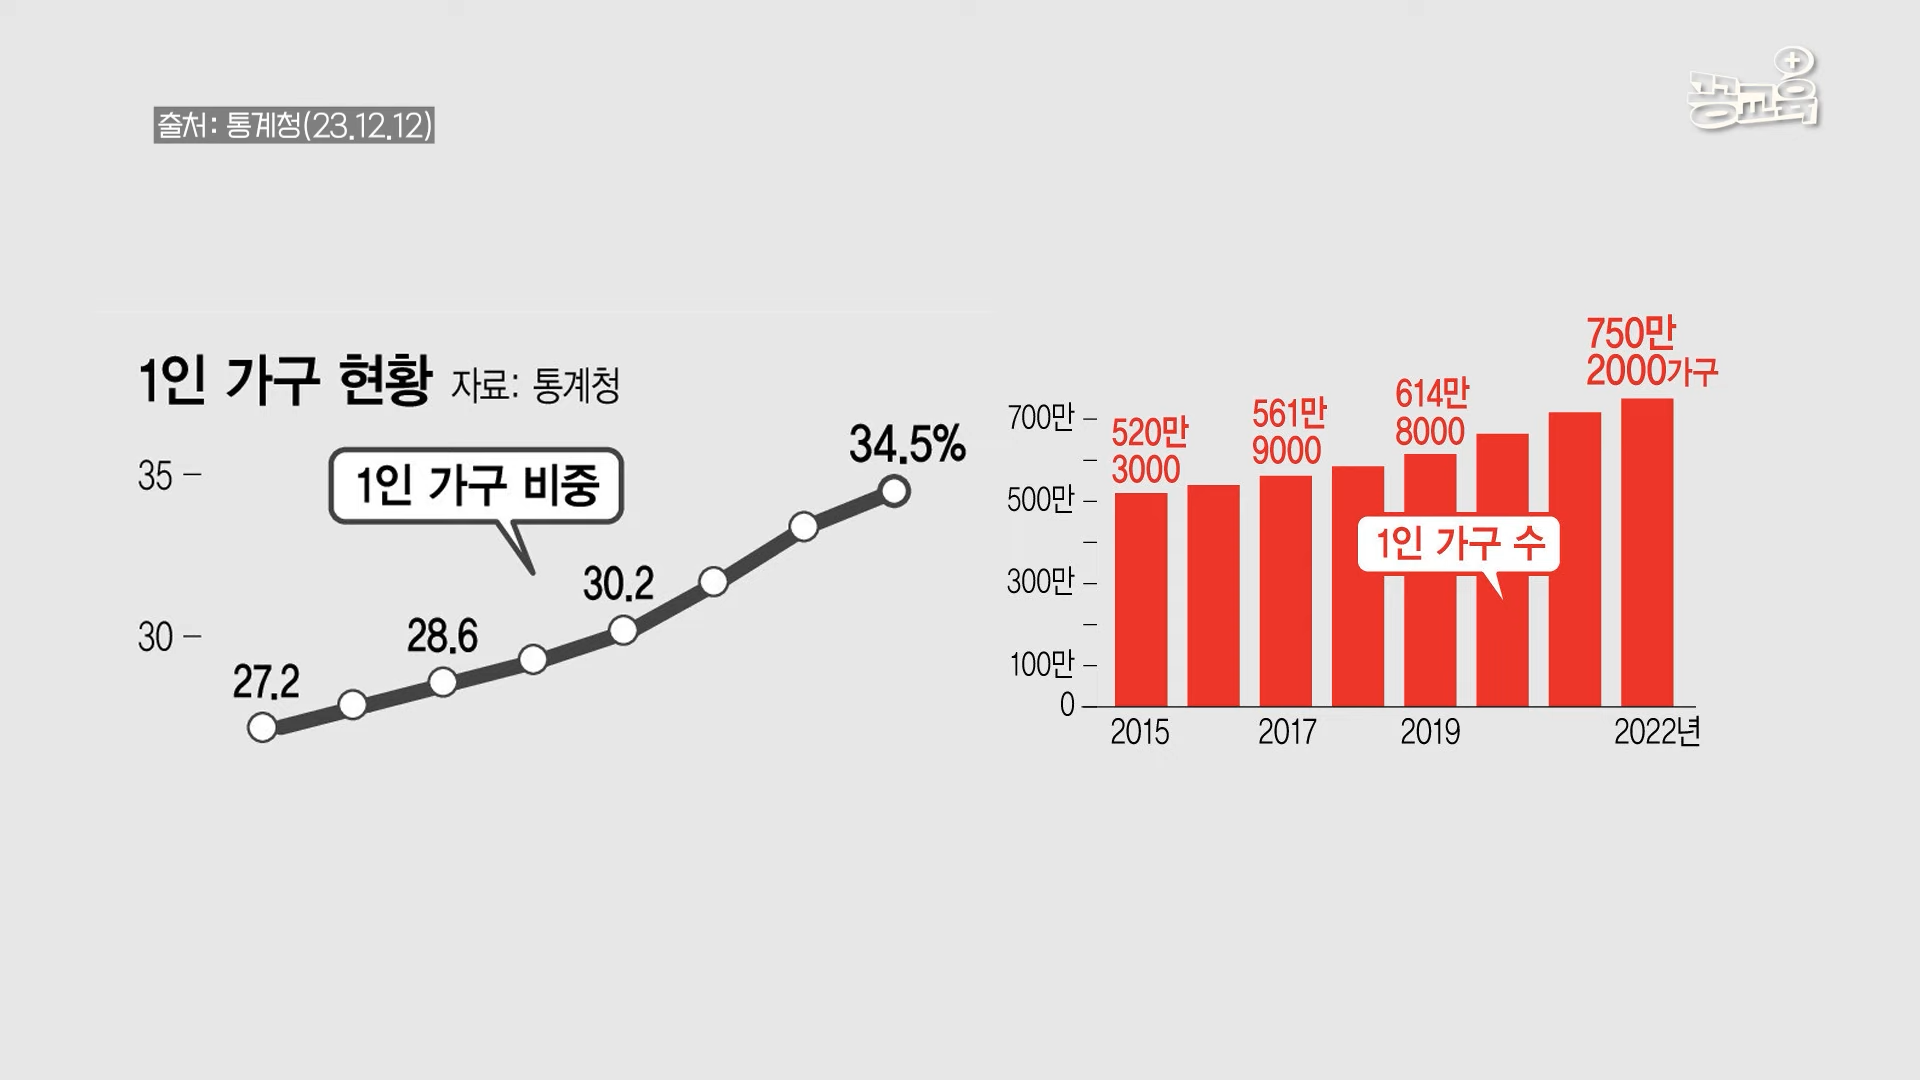 출처: 통계청(23.12.12)
꽁교육
1인 가구 현황 자료: 통계청
1인 가구 비중
35
30
27.2
28.6
30.2
34.5%
700만
500만
300만
100만
0
520만
3000
561만
9000
614만
8000
750만
2000가구
1인 가구 수
2015
2017
2019
2022년